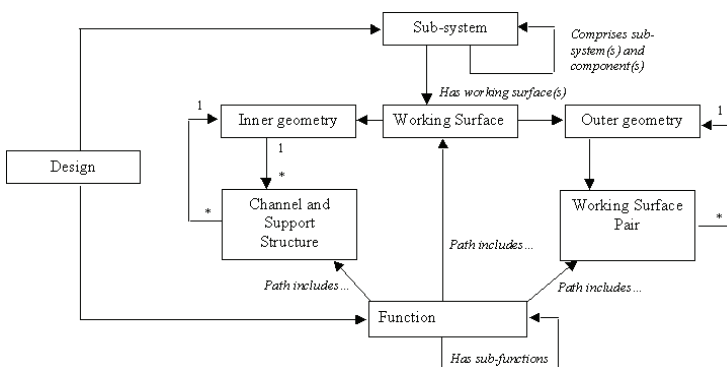 Sub-system
Comprises sub-
system(s) and
component(s)
Has working surface(s)
1
Inner geometry
Working Surface
Outer geometry
1
Design
1
*
*
Channel and
Support
Structure
Working Surface
Pair
*
Path includes…
Path includes…
Path includes…
Function
Has sub-functions